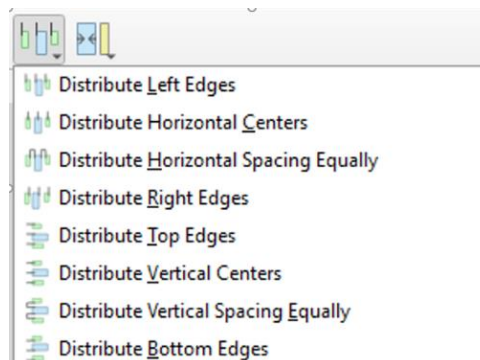 Distribute Left Edges
Distribute Horizontal Centers
Distribute Horizontal Spacing Equally
Distribute Right Edges
Distribute Top Edges
Distribute Vertical Centers
Distribute Vertical Spacing Equally
Distribute Bottom Edges